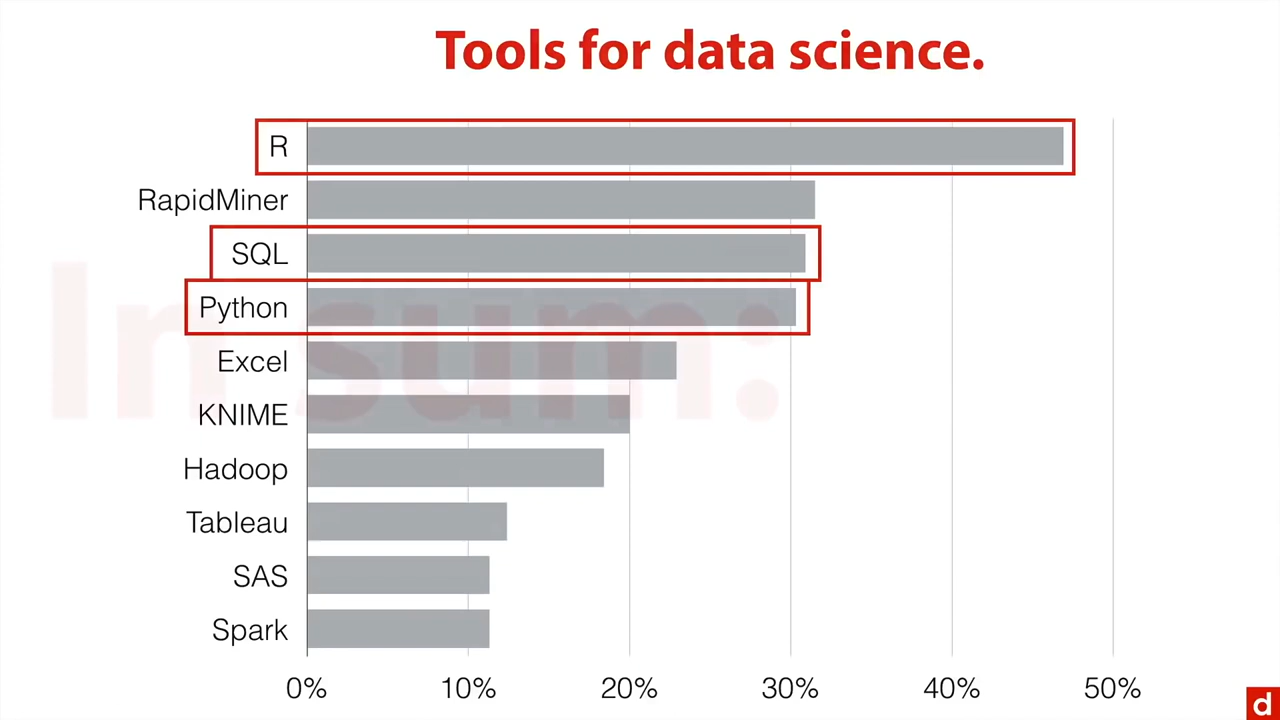 Tools for data science.
R
RapidMiner
SQL
Python
In sum:
Excel
KNIME
Hadoop
Tableau
SAS
Spark
0% 10% 20% 30% 40% 50%
d